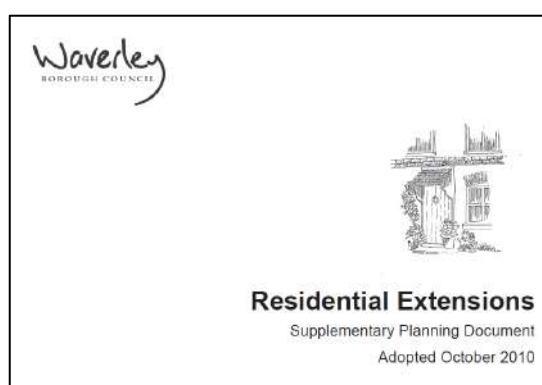 Waverley
BOROUGH COUNCIL
Residential Extensions
Supplementary Planning Document
Adopted October 2010